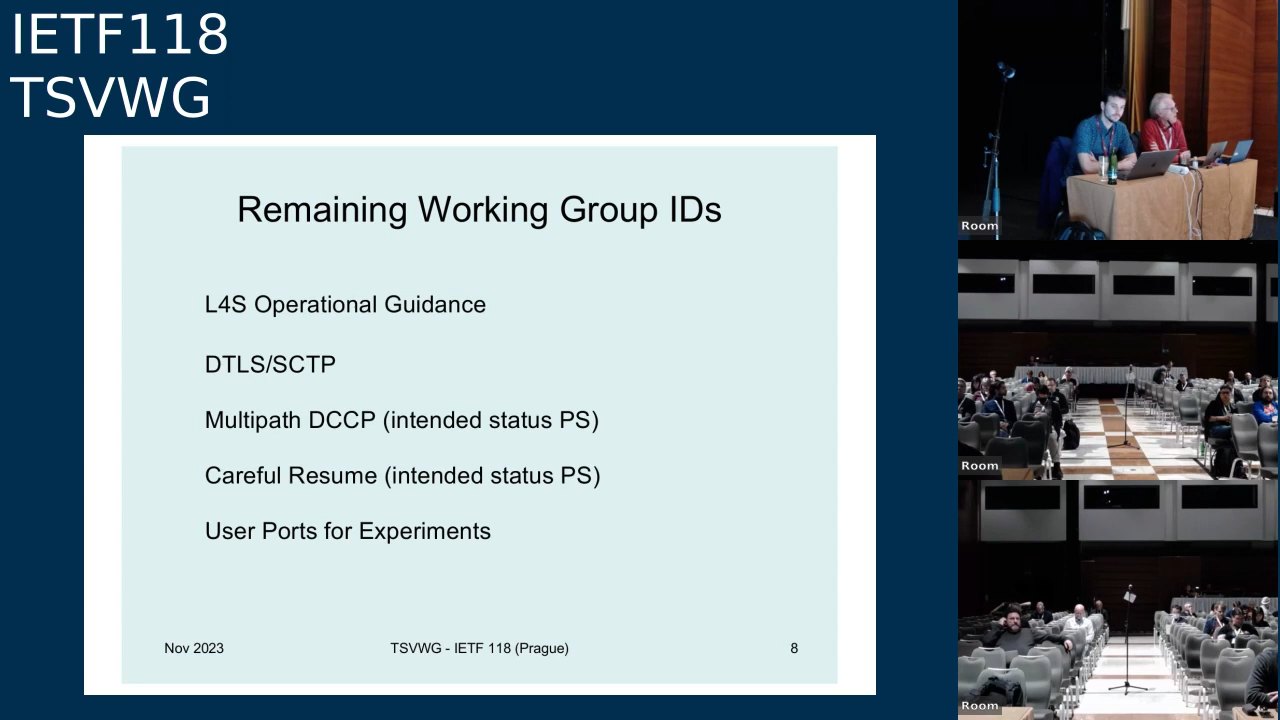 IETF118
TSVWG
Remaining Working Group IDs
L4S Operational Guidance
DTLS/SCTP
Multipath DCCP (intended status PS)
Careful Resume (intended status PS)
User Ports for Experiments
Nov 2023
TSVWG - IETF 118 (Prague)
8
Room
Room
Room